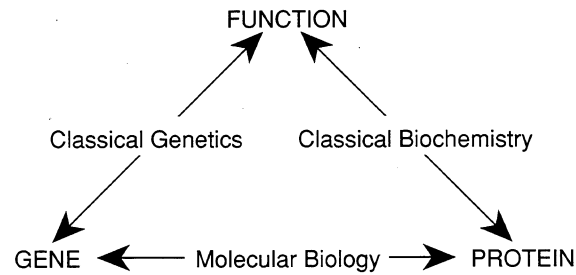 FUNCTION
Classical Genetics
Classical Biochemistry
GENE
Molecular Biology
PROTEIN